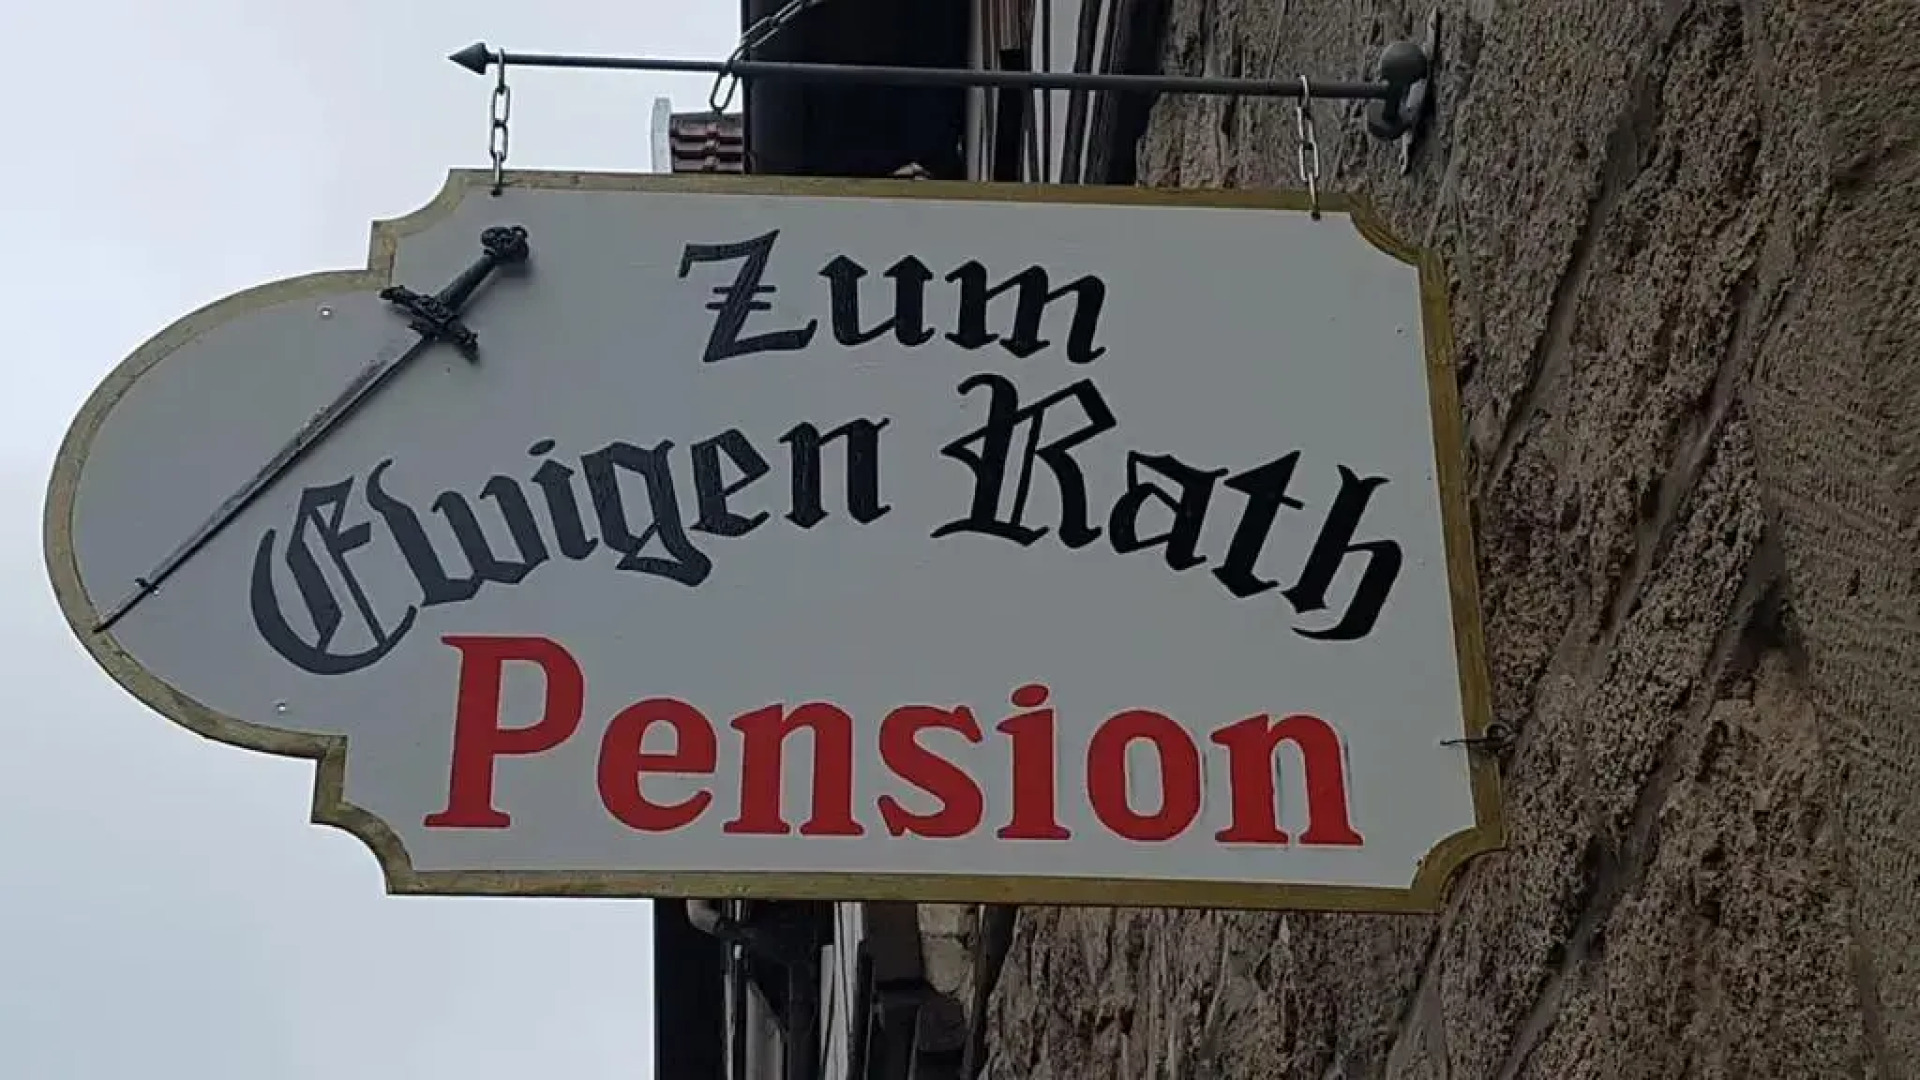 Zum
Ewigen Rath
Pension